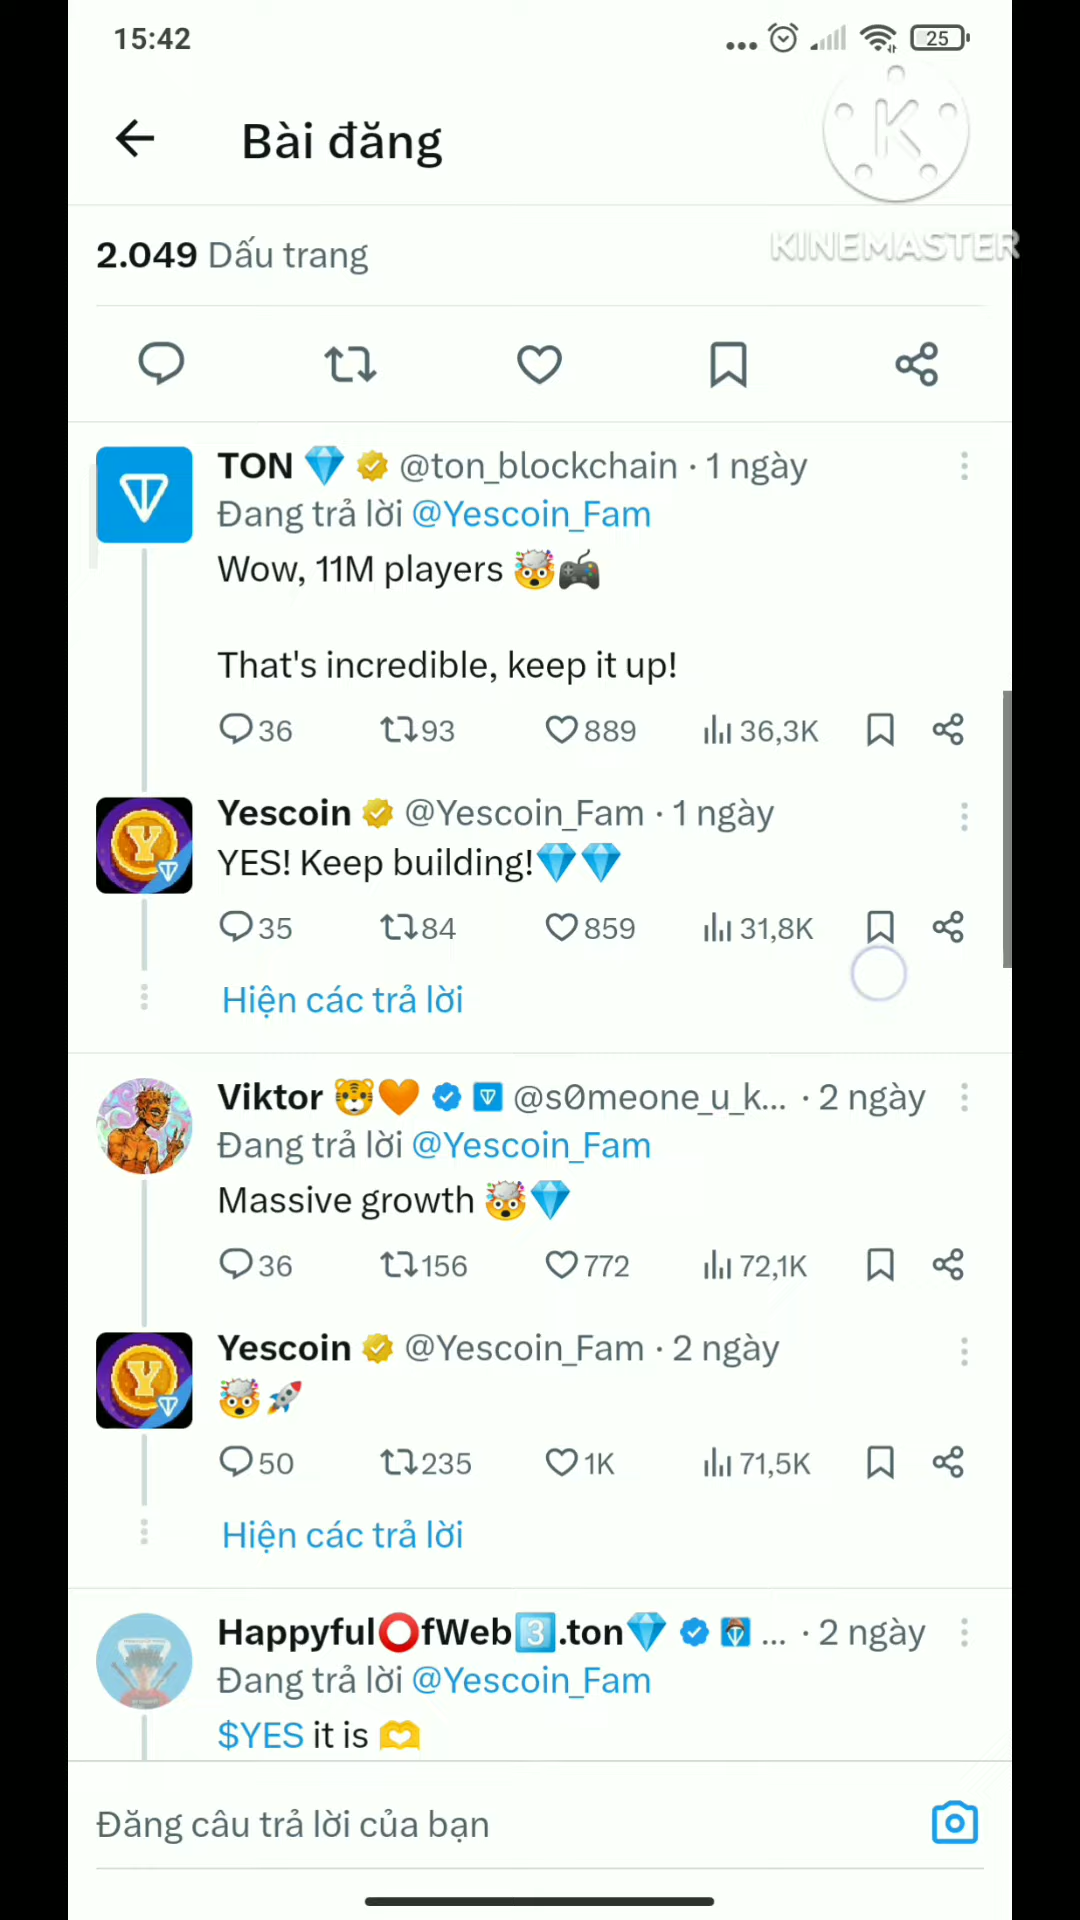 15:42
25
Bài đăng
K
KINEMASTER
2.049 Dấu trang
TON 💎 @ton_blockchain · 1 ngày
Đang trả lời @Yescoin_Fam
Wow, 11M players 🤯🎮
That's incredible, keep it up!
36 93 889 36,3K
Yescoin @Yescoin_Fam · 1 ngày
YES! Keep building!💎💎
35 84 859 31,8K
Hiện các trả lời
Viktor 🐯🧡 @s0meone_u_k... · 2 ngày
Đang trả lời @Yescoin_Fam
Massive growth 🤯💎
36 156 772 72,1K
Yescoin @Yescoin_Fam · 2 ngày
🤯🚀
50 235 1K 71,5K
Hiện các trả lời
Happyful⭕fWeb3️⃣.ton💎 ... · 2 ngày
Đang trả lời @Yescoin_Fam
$YES it is 🫶
Đăng câu trả lời của bạn